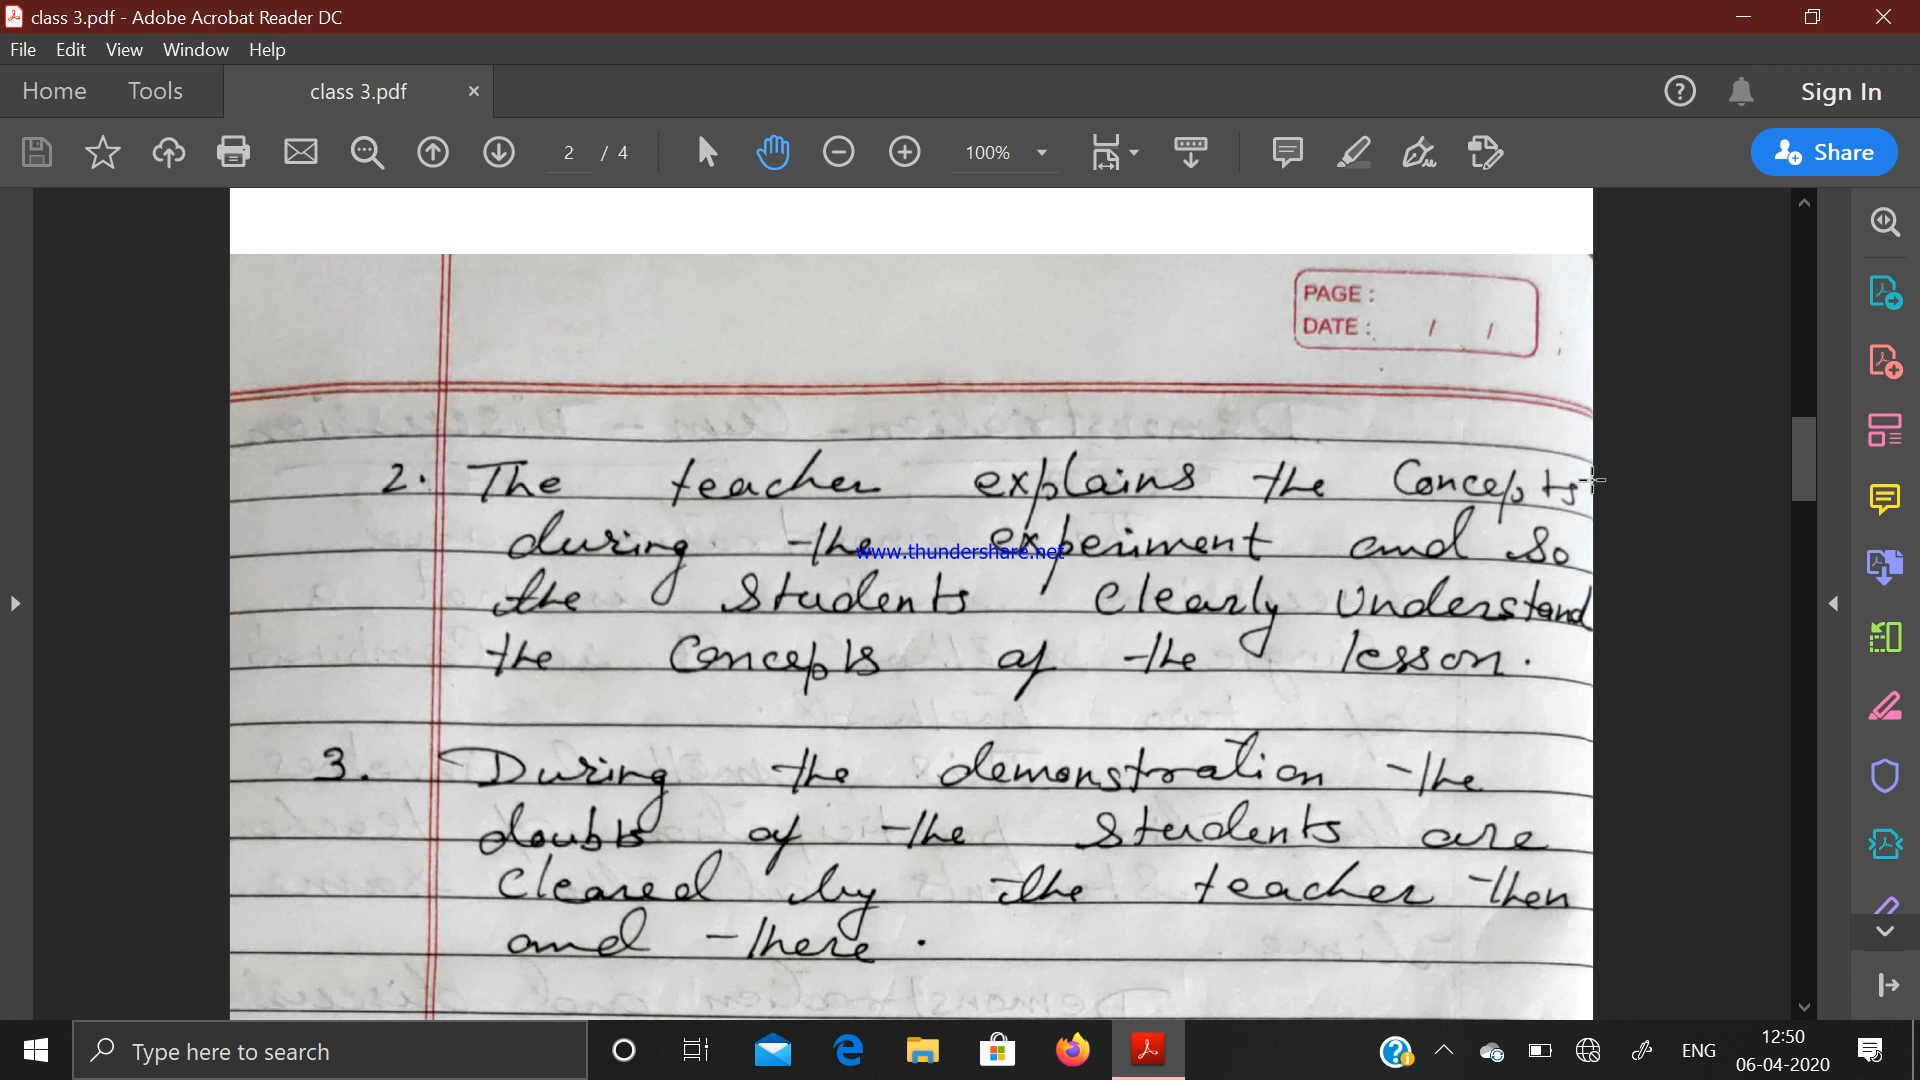 class 3.pdf - Adobe Acrobat Reader DC
File Edit View Window Help
Home Tools class 3.pdf × Sign In
2 / 4 100% Share
PAGE :
DATE : / /
2. The teacher explains the Concepts
during the experiment and so
www.thundershare.net
the Students clearly Understand
the Concepts of the lesson.
3. During the demonstration the
doubts of the Students are
Cleared by the teacher then
and there.
Type here to search ENG 12:50
06-04-2020